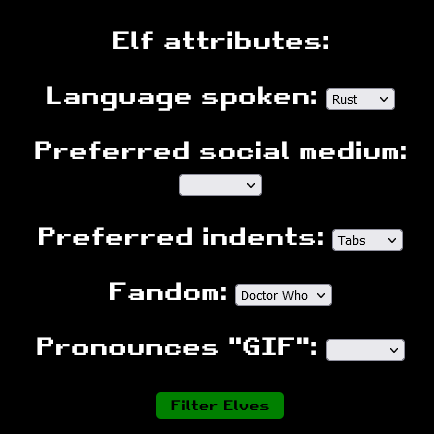 Elf attributes:
Language spoken: Rust
Preferred social medium:
Preferred indents: Tabs
Fandom: Doctor Who
Pronounces "GIF":
Filter Elves